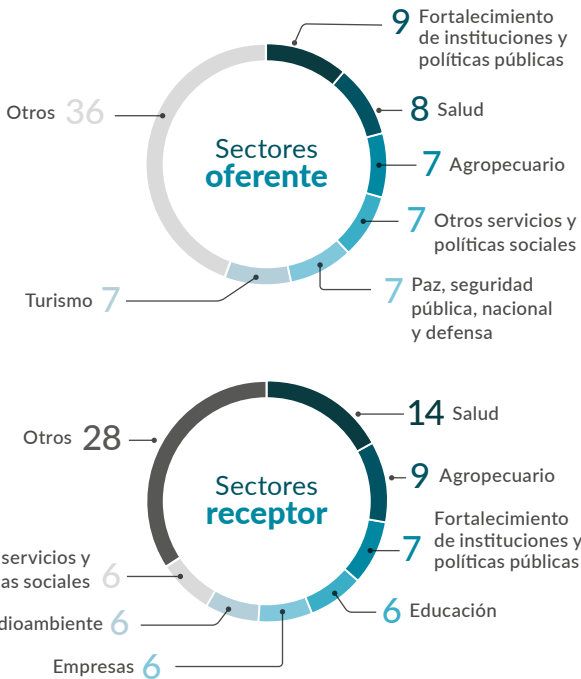 9 Fortalecimiento
de instituciones y
políticas públicas
Otros 36
8 Salud
Sectores
oferente
7 Agropecuario
7 Otros servicios y
políticas sociales
7 Paz, seguridad
pública, nacional
y defensa
Turismo 7
14 Salud
Otros 28
9 Agropecuario
Sectores
receptor
7 Fortalecimiento
de instituciones y
políticas públicas
servicios y
sociales 6
6 Educación
6
Empresas 6